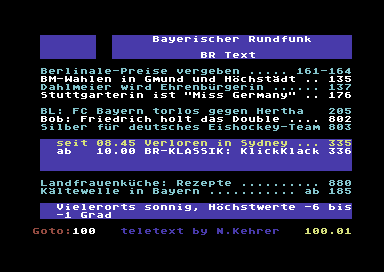 Bayerischer Rundfunk
BR Text
Berlinale-Preise vergeben ..... 161-164
BM-Wahlen in Gmund und Höchstädt .. 135
Dahlmeier wird Ehrenbürgerin ...... 137
Stuttgarterin ist "Miss Germany" .. 176
BL: FC Bayern torlos gegen Hertha   205
Bob: Friedrich holt das Double .... 802
Silber für deutsches Eishockey-Team 803
seit 08.45 Verloren in Sydney ... 335
ab   10.00 BR-KLASSIK: KlickKlack 336
Landfrauenküche: Rezepte ......... 880
Kältewelle in Bayern .......... ab 185
Vielerorts sonnig, Höchstwerte -6 bis
-1 Grad
Goto:100   teletext by N.Kehrer   100.01